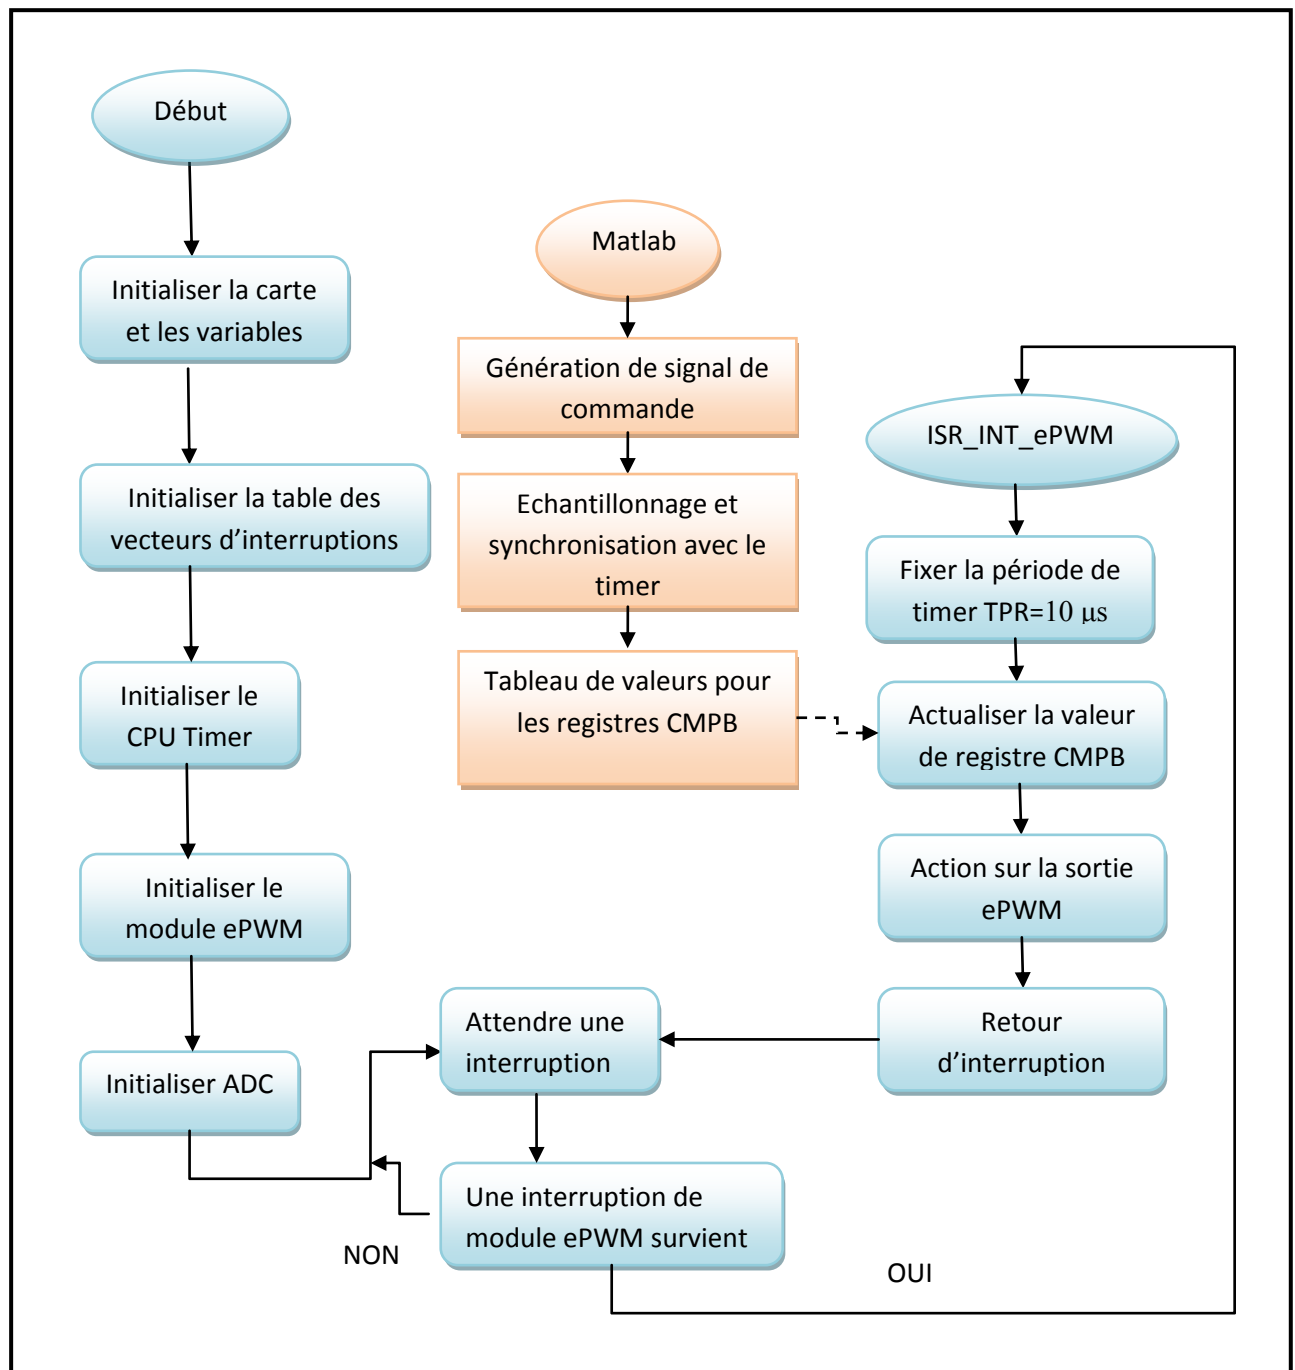 Début
Initialiser la carte
et les variables
Initialiser la table des
vecteurs d’interruptions
Initialiser le
CPU Timer
Initialiser le
module ePWM
Initialiser ADC
Matlab
Génération de signal de
commande
Echantillonnage et
synchronisation avec le
timer
Tableau de valeurs pour
les registres CMPB
ISR_INT_ePWM
Fixer la période de
timer TPR=10 µs
Actualiser la valeur
de registre CMPB
Action sur la sortie
ePWM
Retour
d’interruption
Attendre une
interruption
Une interruption de
module ePWM survient
NON
OUI